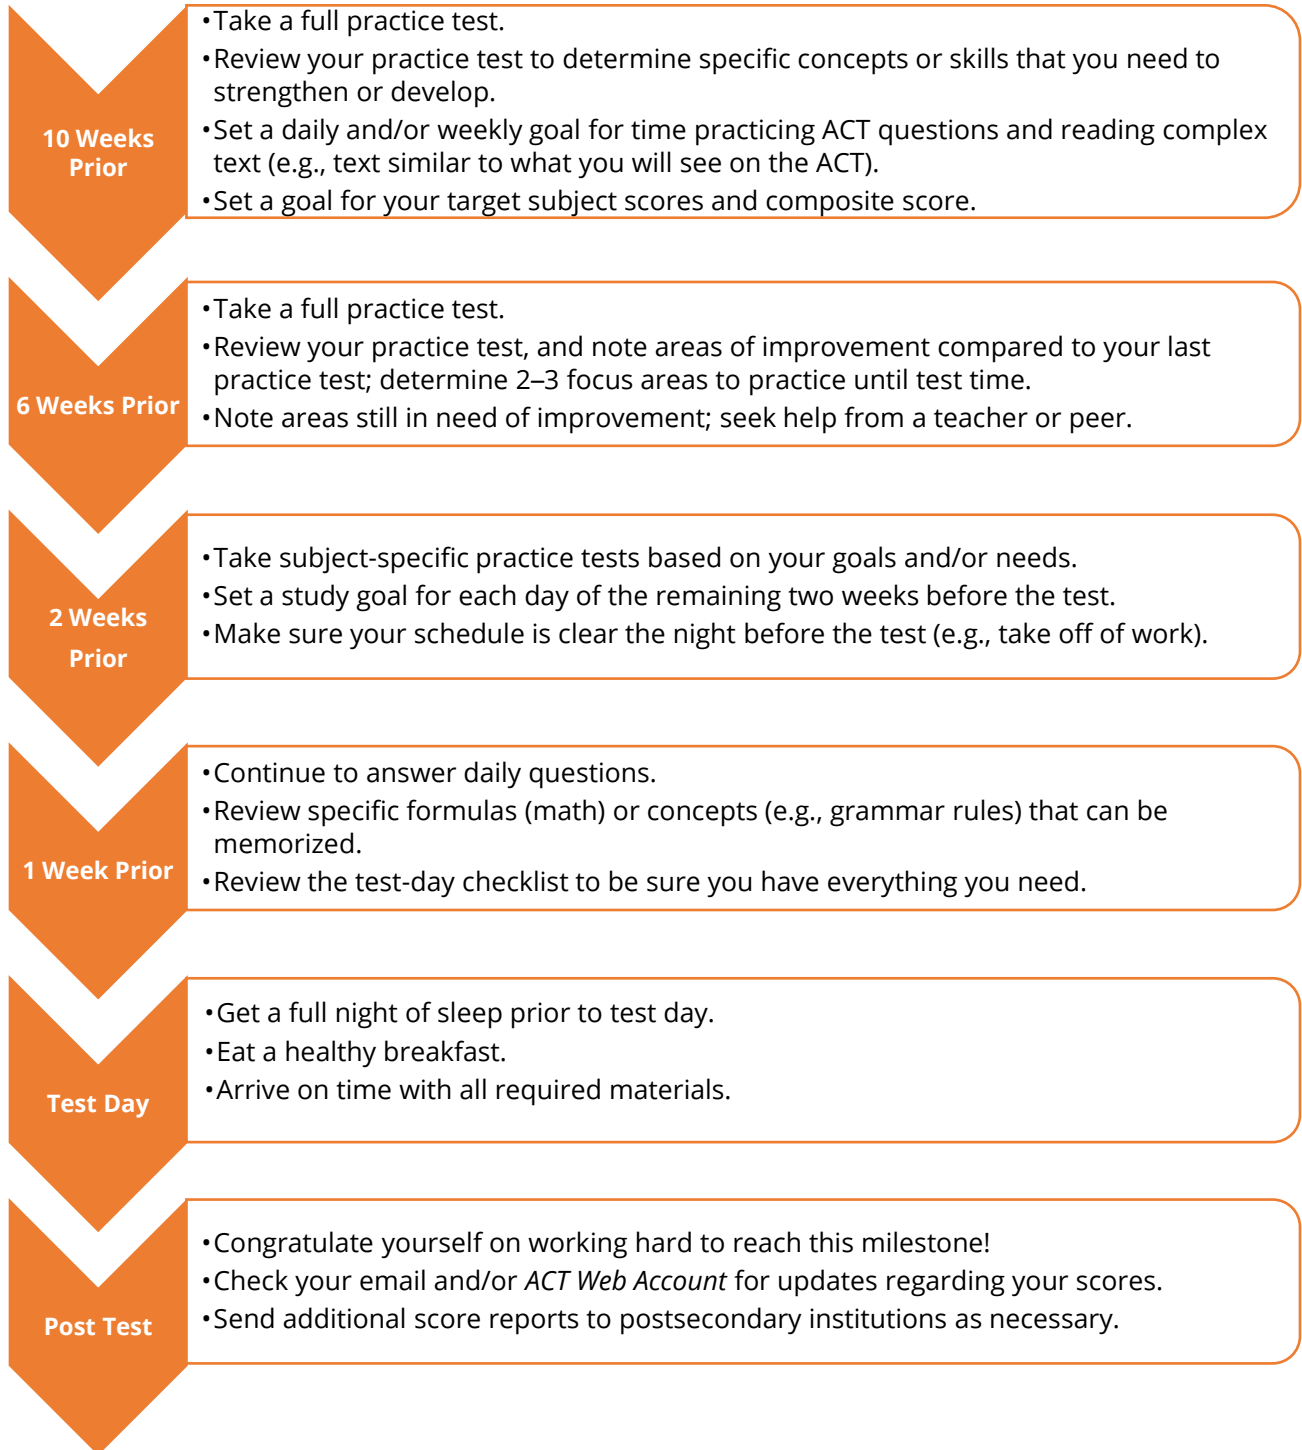 10 Weeks
Prior
•Take a full practice test.
•Review your practice test to determine specific concepts or skills that you need to
strengthen or develop.
•Set a daily and/or weekly goal for time practicing ACT questions and reading complex
text (e.g., text similar to what you will see on the ACT).
•Set a goal for your target subject scores and composite score.
6 Weeks Prior
•Take a full practice test.
•Review your practice test, and note areas of improvement compared to your last
practice test; determine 2–3 focus areas to practice until test time.
•Note areas still in need of improvement; seek help from a teacher or peer.
2 Weeks
Prior
•Take subject-specific practice tests based on your goals and/or needs.
•Set a study goal for each day of the remaining two weeks before the test.
•Make sure your schedule is clear the night before the test (e.g., take off of work).
1 Week Prior
•Continue to answer daily questions.
•Review specific formulas (math) or concepts (e.g., grammar rules) that can be
memorized.
•Review the test-day checklist to be sure you have everything you need.
Test Day
•Get a full night of sleep prior to test day.
•Eat a healthy breakfast.
•Arrive on time with all required materials.
Post Test
•Congratulate yourself on working hard to reach this milestone!
•Check your email and/or ACT Web Account for updates regarding your scores.
•Send additional score reports to postsecondary institutions as necessary.